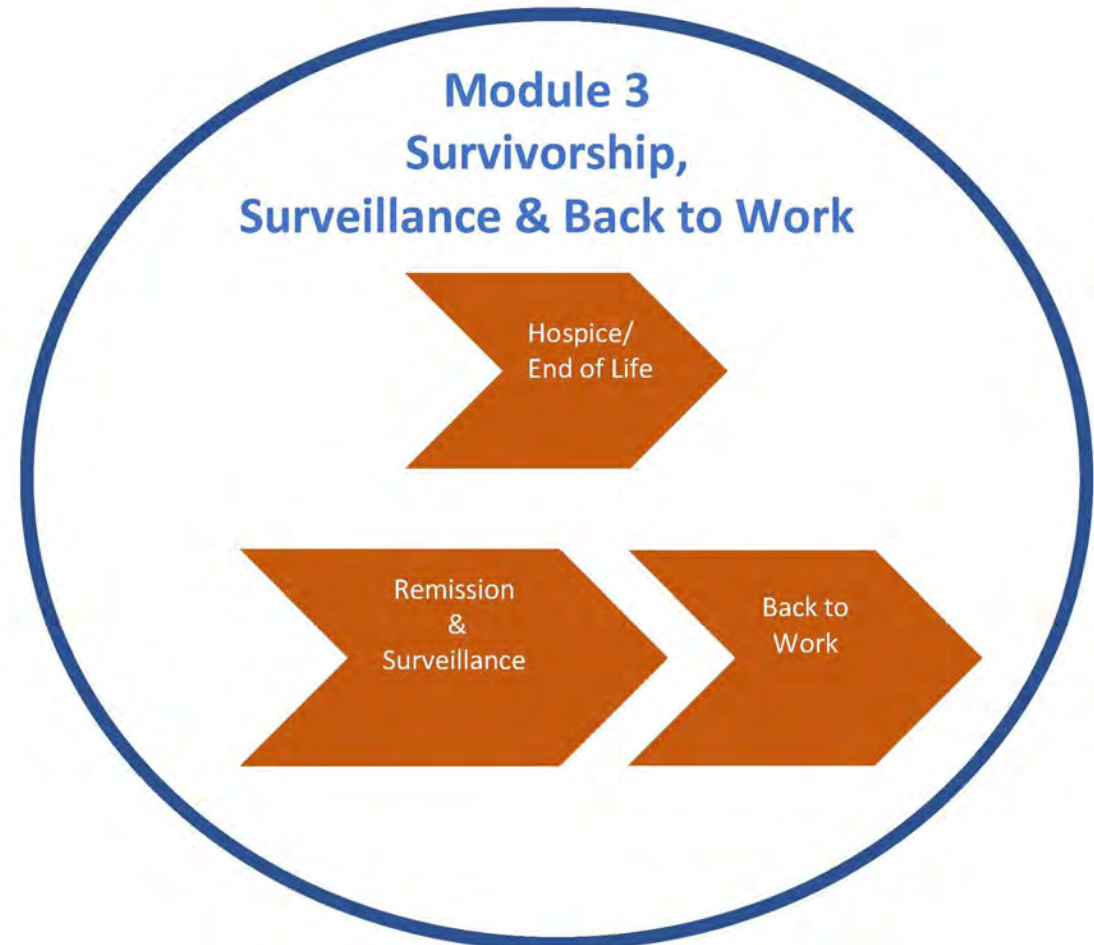 Module 3
Survivorship,
Surveillance & Back to Work
Hospice/
End of Life
Remission
&
Surveillance
Back to
Work